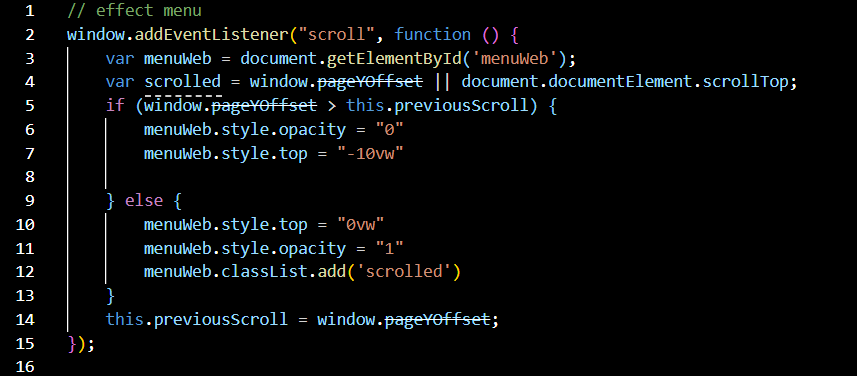 1 // effect menu
2 window.addEventListener("scroll", function () {
3     var menuWeb = document.getElementById('menuWeb');
4     var scrolled = window.pageYOffset || document.documentElement.scrollTop;
5     if (window.pageYOffset > this.previousScroll) {
6         menuWeb.style.opacity = "0"
7         menuWeb.style.top = "-10vw"
8
9     } else {
10         menuWeb.style.top = "0vw"
11         menuWeb.style.opacity = "1"
12         menuWeb.classList.add('scrolled')
13     }
14     this.previousScroll = window.pageYOffset;
15 });
16